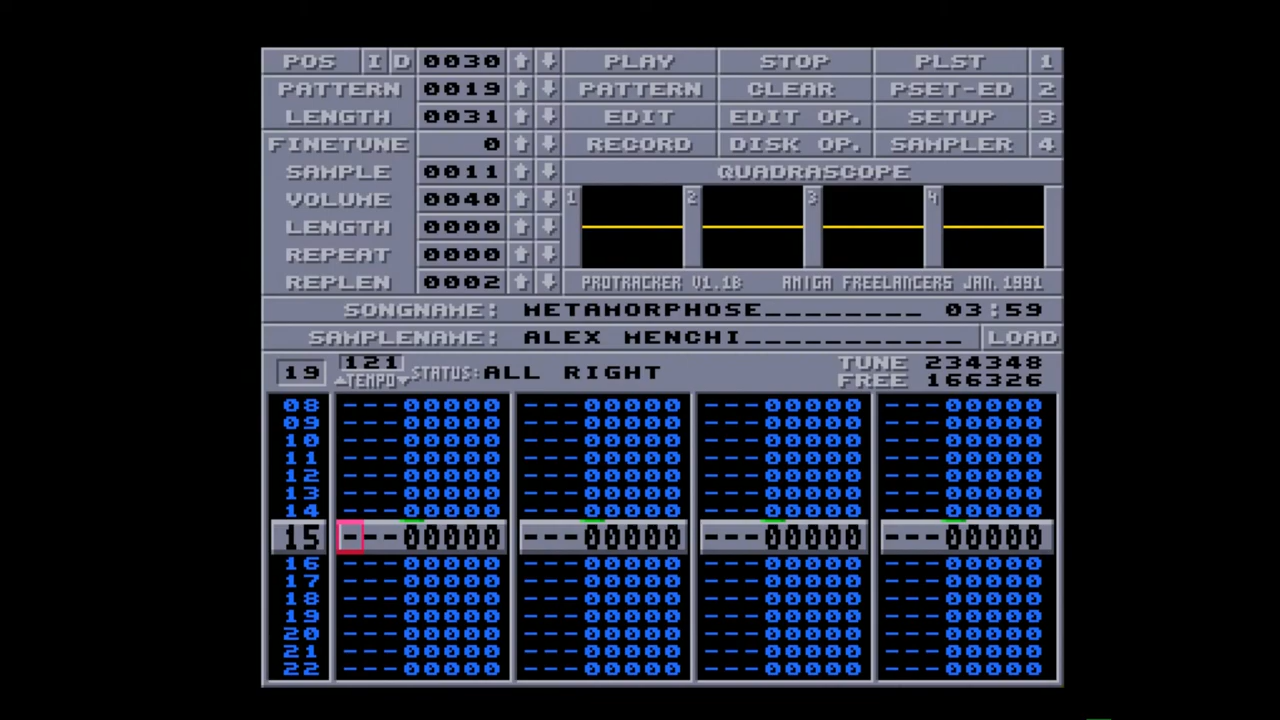 POS I D 0030 PLAY STOP PLST 1
PATTERN 0019 PATTERN CLEAR PSET-ED 2
LENGTH 0031 EDIT EDIT OP. SETUP 3
FINETUNE 0 RECORD DISK OP. SAMPLER 4
SAMPLE 0011 QUADRASCOPE
VOLUME 0040 1 2 3 4
LENGTH 0000
REPEAT 0000
REPLEN 0002 PROTRACKER V1.1B AMIGA FREELANCERS JAN.1991
SONGNAME: METAMORPHOSE________ 03:59
SAMPLENAME: ALEX MENCHI___________ LOAD
19 121 TEMPO STATUS:ALL RIGHT TUNE 234348
FREE 166326
08 ---00000 ---00000 ---00000 ---00000
09 ---00000 ---00000 ---00000 ---00000
10 ---00000 ---00000 ---00000 ---00000
11 ---00000 ---00000 ---00000 ---00000
12 ---00000 ---00000 ---00000 ---00000
13 ---00000 ---00000 ---00000 ---00000
14 ---00000 ---00000 ---00000 ---00000
15 ---00000 ---00000 ---00000 ---00000
16 ---00000 ---00000 ---00000 ---00000
17 ---00000 ---00000 ---00000 ---00000
18 ---00000 ---00000 ---00000 ---00000
19 ---00000 ---00000 ---00000 ---00000
20 ---00000 ---00000 ---00000 ---00000
21 ---00000 ---00000 ---00000 ---00000
22 ---00000 ---00000 ---00000 ---00000